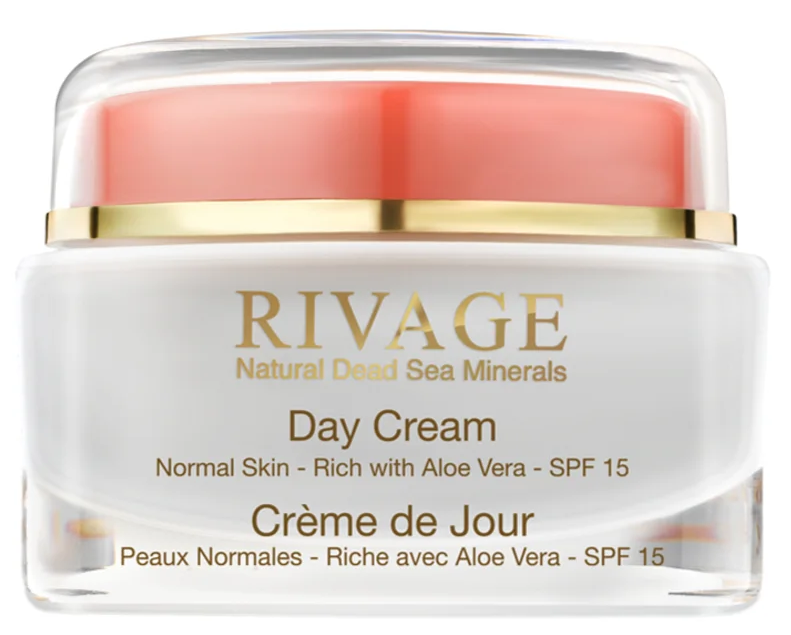 RIVAGE
Natural Dead Sea Minerals
Day Cream
Normal Skin - Rich with Aloe Vera - SPF 15
Crème de Jour
Peaux Normales - Riche avec Aloe Vera - SPF 15